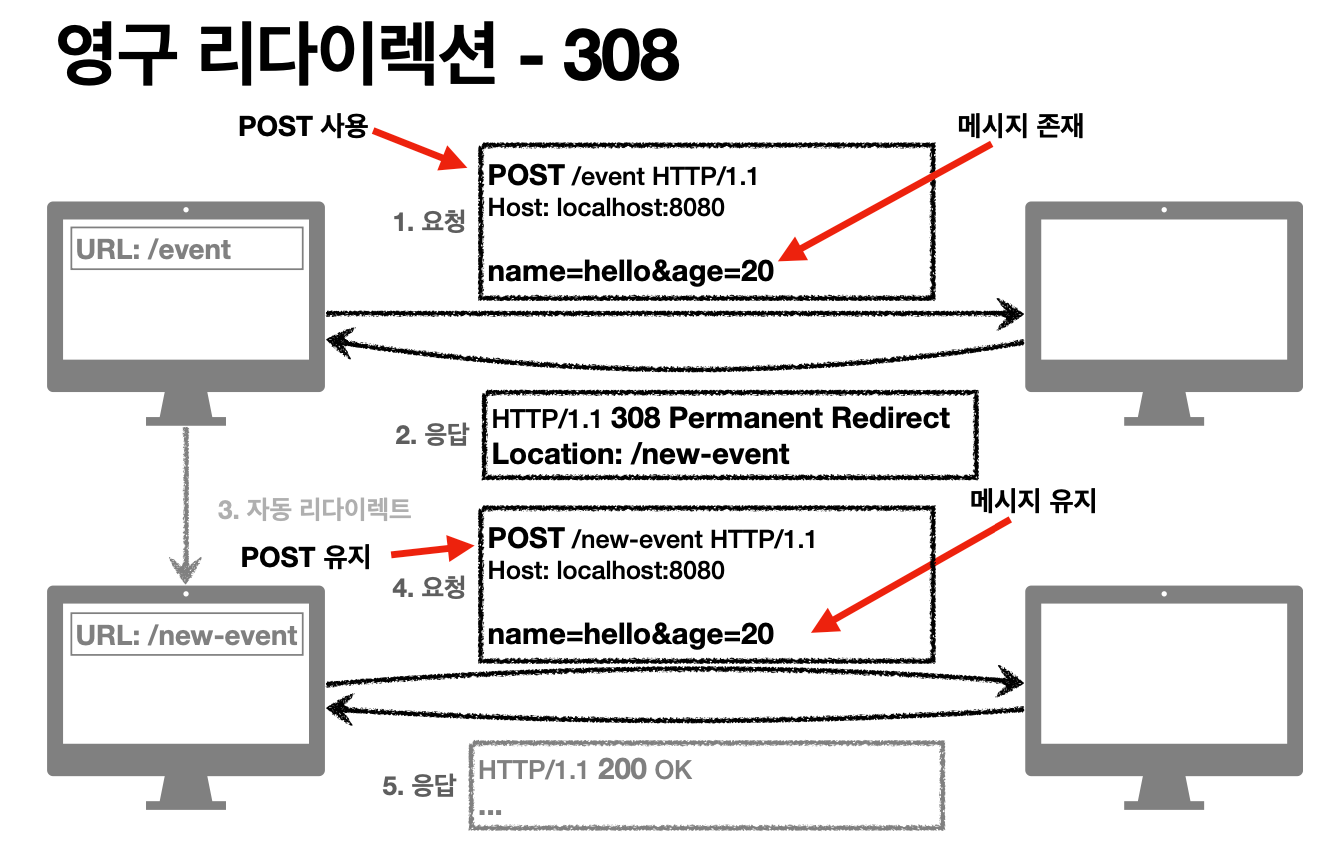 영구 리다이렉션 - 308
POST 사용
메시지 존재
1. 요청
POST /event HTTP/1.1
Host: localhost:8080
name=hello&age=20
URL: /event
2. 응답
HTTP/1.1 308 Permanent Redirect
Location: /new-event
3. 자동 리다이렉트
메시지 유지
POST 유지
4. 요청
POST /new-event HTTP/1.1
Host: localhost:8080
name=hello&age=20
URL: /new-event
5. 응답
HTTP/1.1 200 OK
...